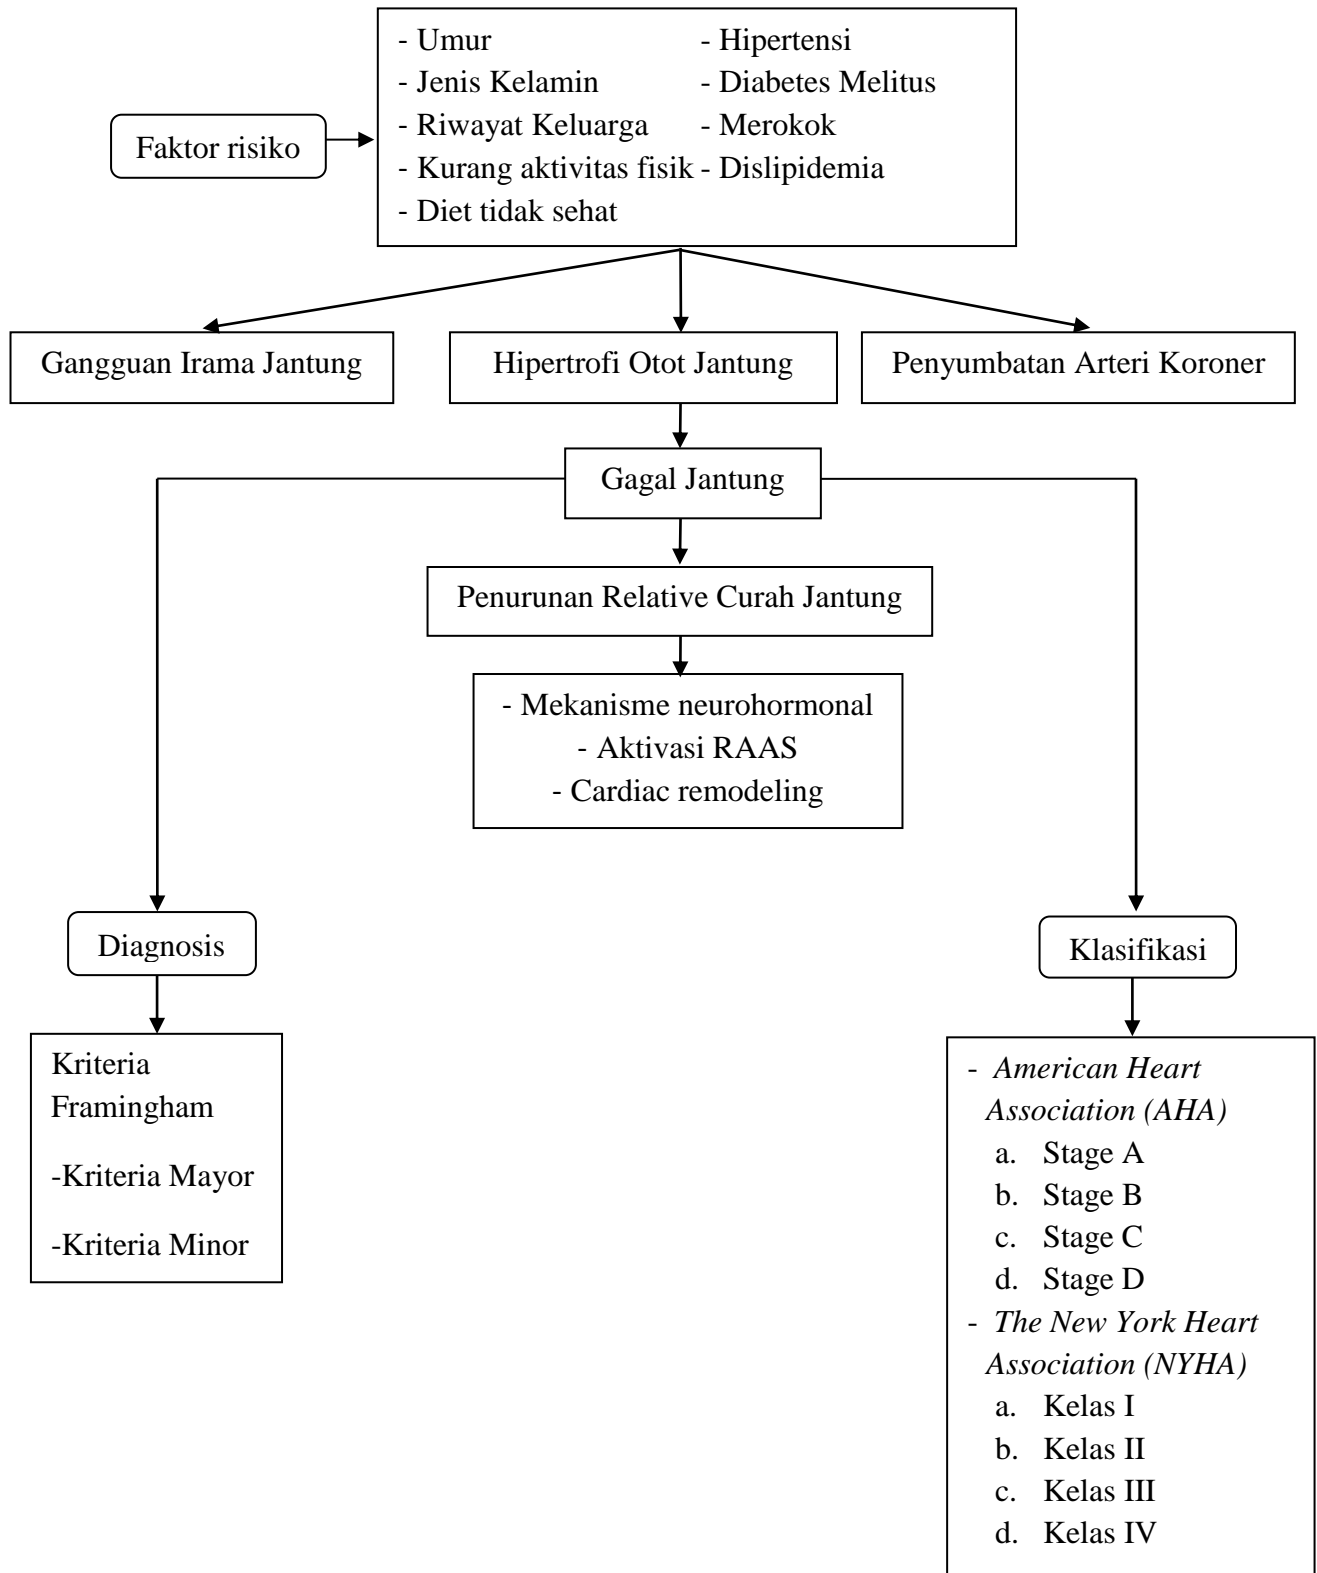 Faktor risiko
- Umur
- Jenis Kelamin
- Riwayat Keluarga
- Kurang aktivitas fisik
- Diet tidak sehat
- Hipertensi
- Diabetes Melitus
- Merokok
- Dislipidemia
Gangguan Irama Jantung
Hipertrofi Otot Jantung
Penyumbatan Arteri Koroner
Gagal Jantung
Penurunan Relative Curah Jantung
- Mekanisme neurohormonal
- Aktivasi RAAS
- Cardiac remodeling
Diagnosis
Kriteria
Framingham
-Kriteria Mayor
-Kriteria Minor
Klasifikasi
- American Heart
Association (AHA)
a. Stage A
b. Stage B
c. Stage C
d. Stage D
- The New York Heart
Association (NYHA)
a. Kelas I
b. Kelas II
c. Kelas III
d. Kelas IV